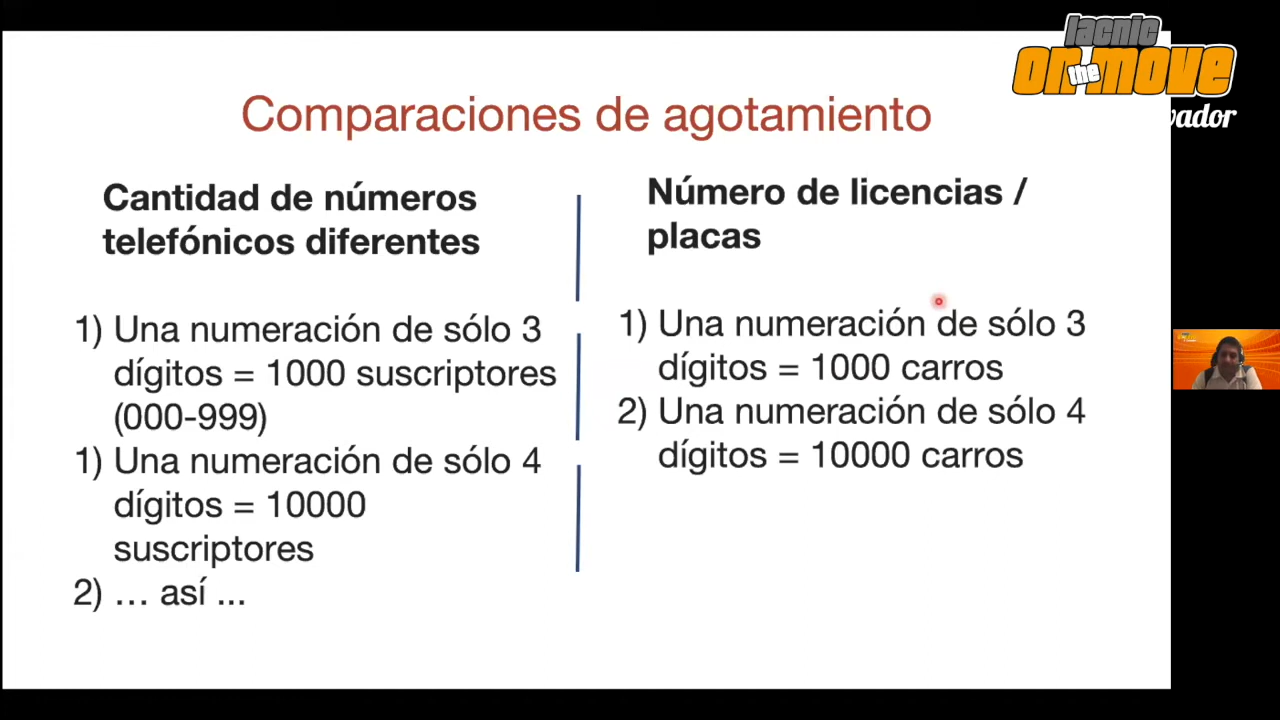 lacnic
on the move
vador
Comparaciones de agotamiento
Cantidad de números
telefónicos diferentes
1) Una numeración de sólo 3
dígitos = 1000 suscriptores
(000-999)
1) Una numeración de sólo 4
dígitos = 10000
suscriptores
2) … así ...
Número de licencias /
placas
1) Una numeración de sólo 3
dígitos = 1000 carros
2) Una numeración de sólo 4
dígitos = 10000 carros